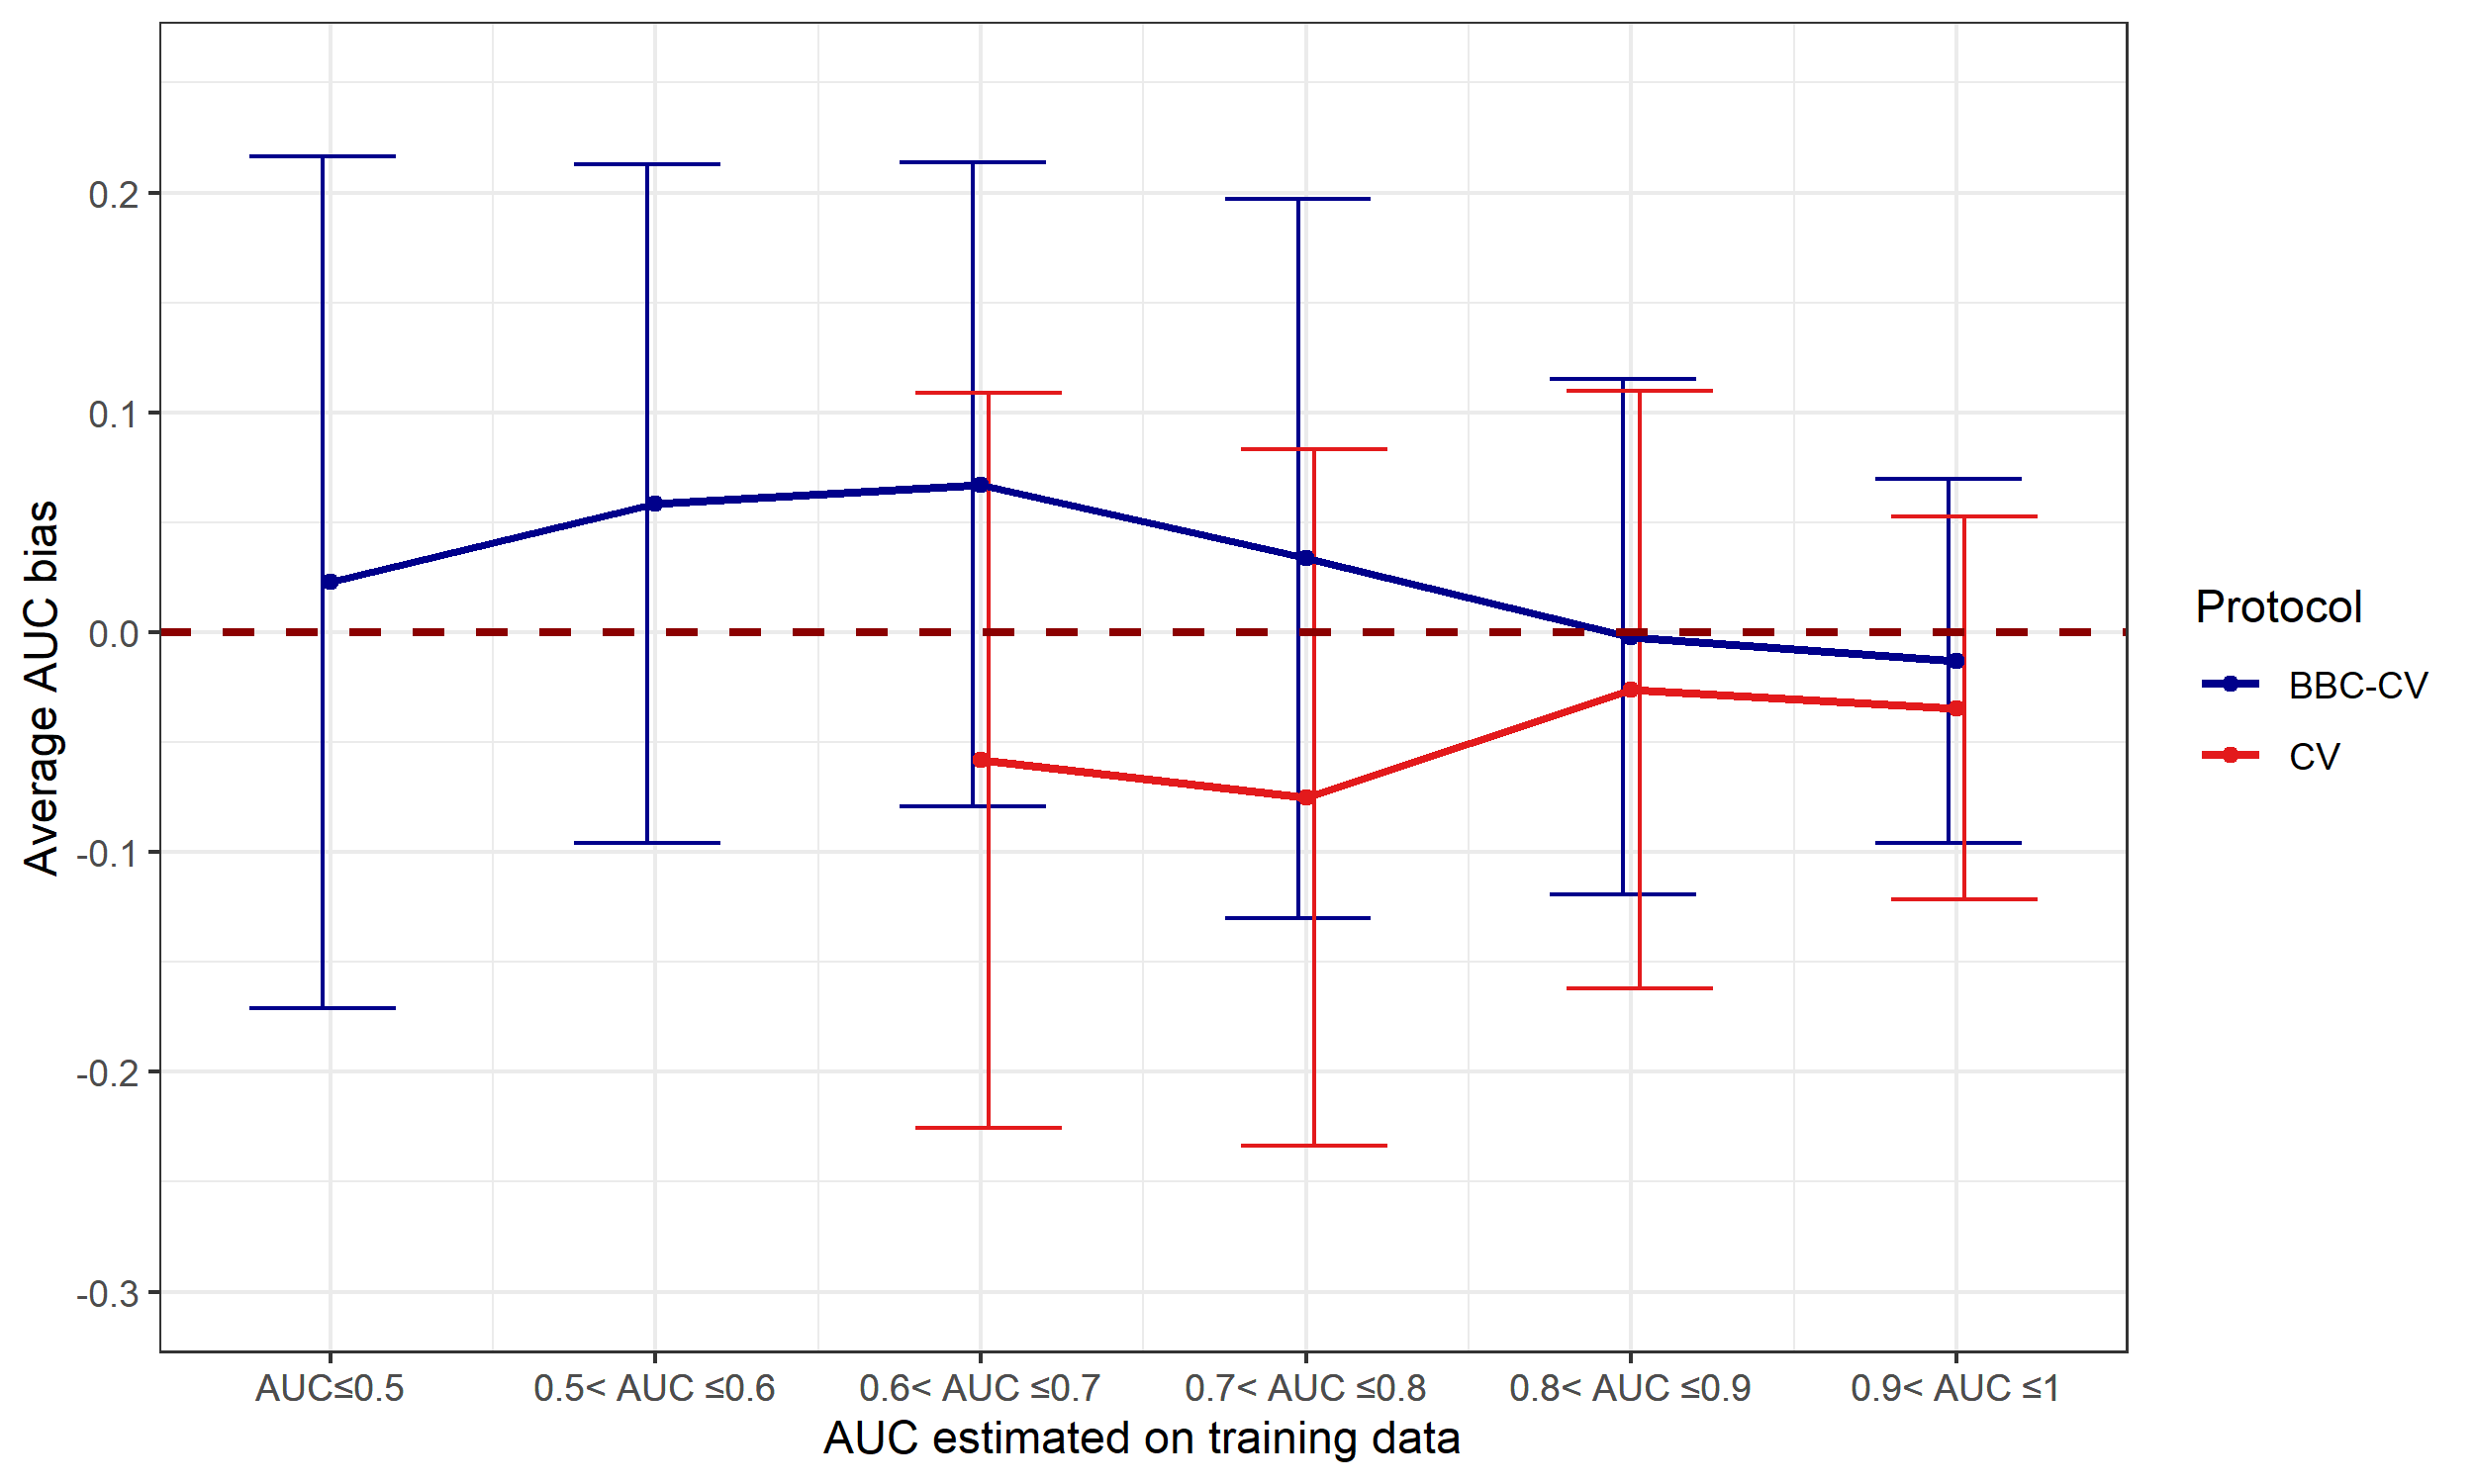 Average AUC bias
0.2
0.1
0.0
-0.1
-0.2
-0.3
AUC≤0.5
0.5< AUC ≤0.6
0.6< AUC ≤0.7
0.7< AUC ≤0.8
0.8< AUC ≤0.9
0.9< AUC ≤1
AUC estimated on training data
Protocol
BBC-CV
CV